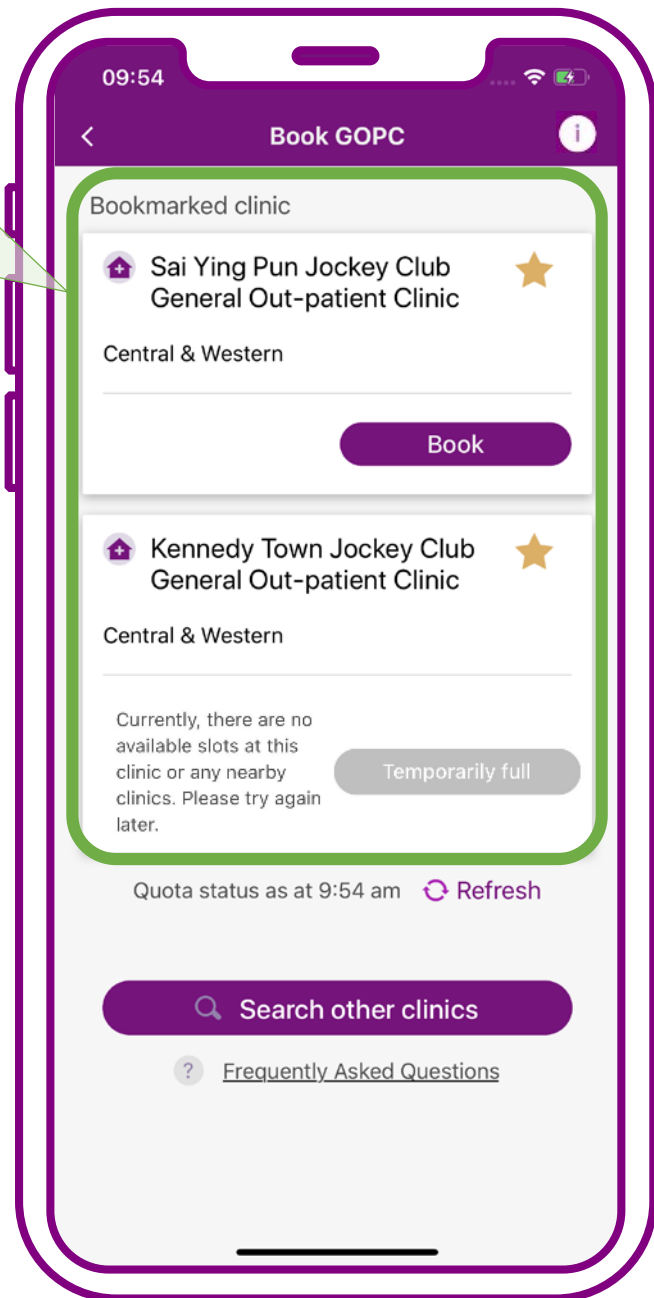 09:54
Book GOPC
i
Bookmarked clinic
Sai Ying Pun Jockey Club
General Out-patient Clinic
Central & Western
Book
Kennedy Town Jockey Club
General Out-patient Clinic
Central & Western
Currently, there are no
available slots at this
clinic or any nearby
clinics. Please try again
later.
Temporarily full
Quota status as at 9:54 am Refresh
Search other clinics
? Frequently Asked Questions